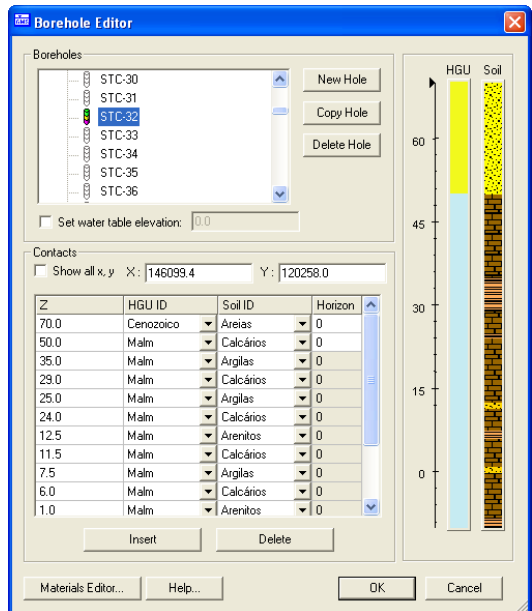 Borehole Editor
Boreholes
STC-30
STC-31
STC-32
STC-33
STC-34
STC-35
STC-36
New Hole
Copy Hole
Delete Hole
Set water table elevation: 0.0
Contacts
Show all x, y X: 146099.4 Y: 120258.0
Z HGU ID Soil ID Horizon
70.0 Cenozoico Areias 0
50.0 Malm Calcários 0
35.0 Malm Argilas 0
29.0 Malm Calcários 0
25.0 Malm Argilas 0
24.0 Malm Calcários 0
12.5 Malm Arenitos 0
11.5 Malm Calcários 0
7.5 Malm Argilas 0
6.0 Malm Calcários 0
1.0 Malm Arenitos 0
Insert Delete
HGU Soil
60
45
30
15
0
Materials Editor... Help... OK Cancel